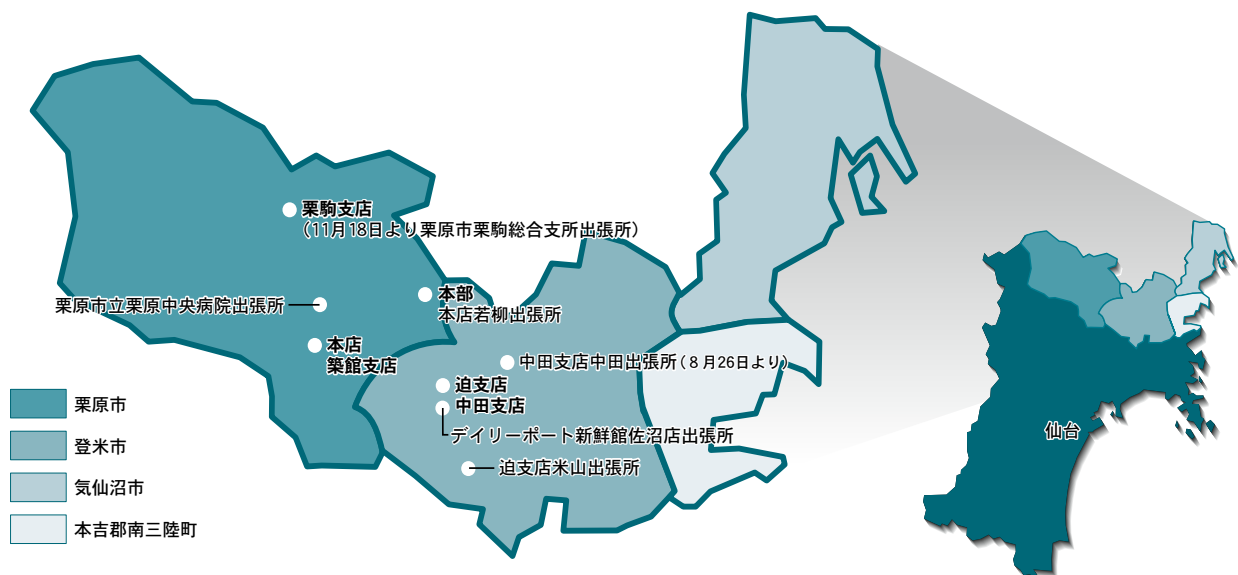 栗駒支店
（11月18日より栗原市栗駒総合支所出張所）
本部
本店若柳出張所
栗原市立栗原中央病院出張所
本店
築館支店
中田支店中田出張所（８月26日より）
迫支店
中田支店
デイリーポート新鮮館佐沼店出張所
迫支店米山出張所
栗原市
登米市
気仙沼市
本吉郡南三陸町
仙台